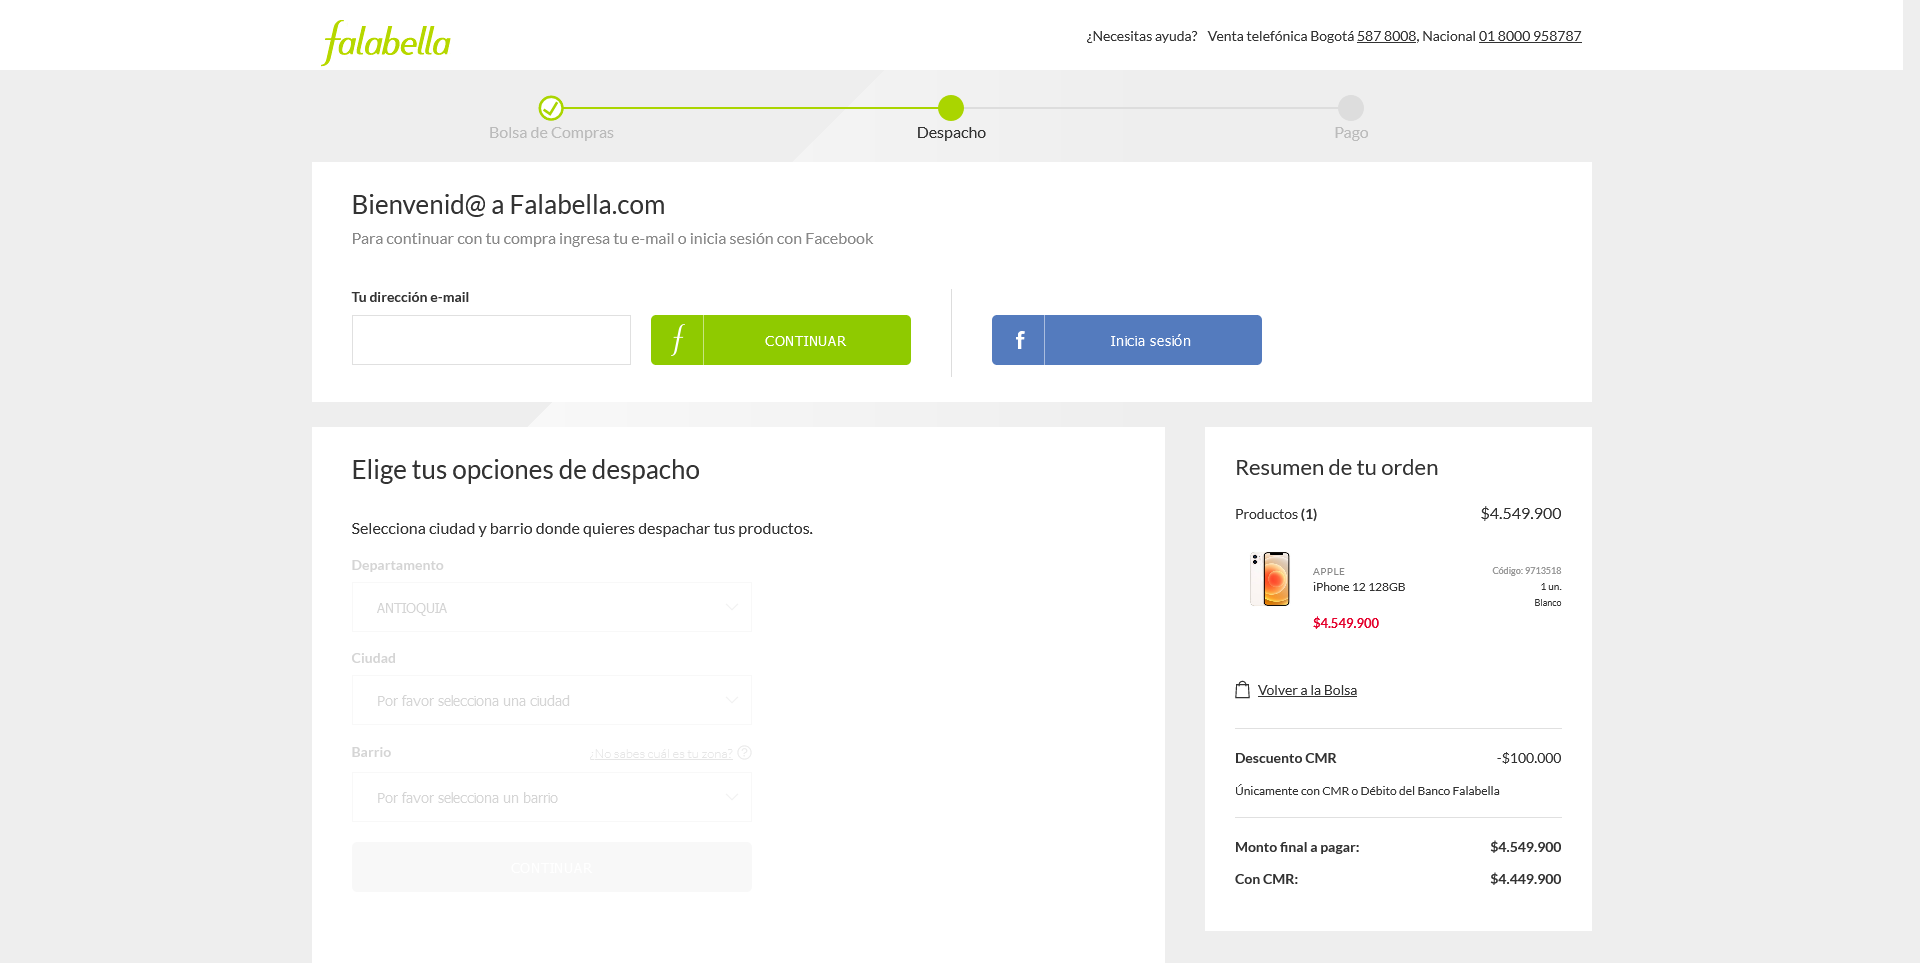 falabella
¿Necesitas ayuda? Venta telefónica Bogotá 587 8008, Nacional 01 8000 958787
Bolsa de Compras
Despacho
Pago
Bienvenid@ a Falabella.com
Para continuar con tu compra ingresa tu e-mail o inicia sesión con Facebook
Tu dirección e-mail
f CONTINUAR
f Inicia sesión
Elige tus opciones de despacho
Selecciona ciudad y barrio donde quieres despachar tus productos.
Departamento
ANTIOQUIA
Ciudad
Por favor selecciona una ciudad
Barrio
¿No sabes cuál es tu zona? ?
Por favor selecciona un barrio
CONTINUAR
Resumen de tu orden
Productos (1) $4.549.900
APPLE
iPhone 12 128GB
$4.549.900
Código: 9713518
1 un.
Blanco
Volver a la Bolsa
Descuento CMR -$100.000
Únicamente con CMR o Débito del Banco Falabella
Monto final a pagar: $4.549.900
Con CMR: $4.449.900